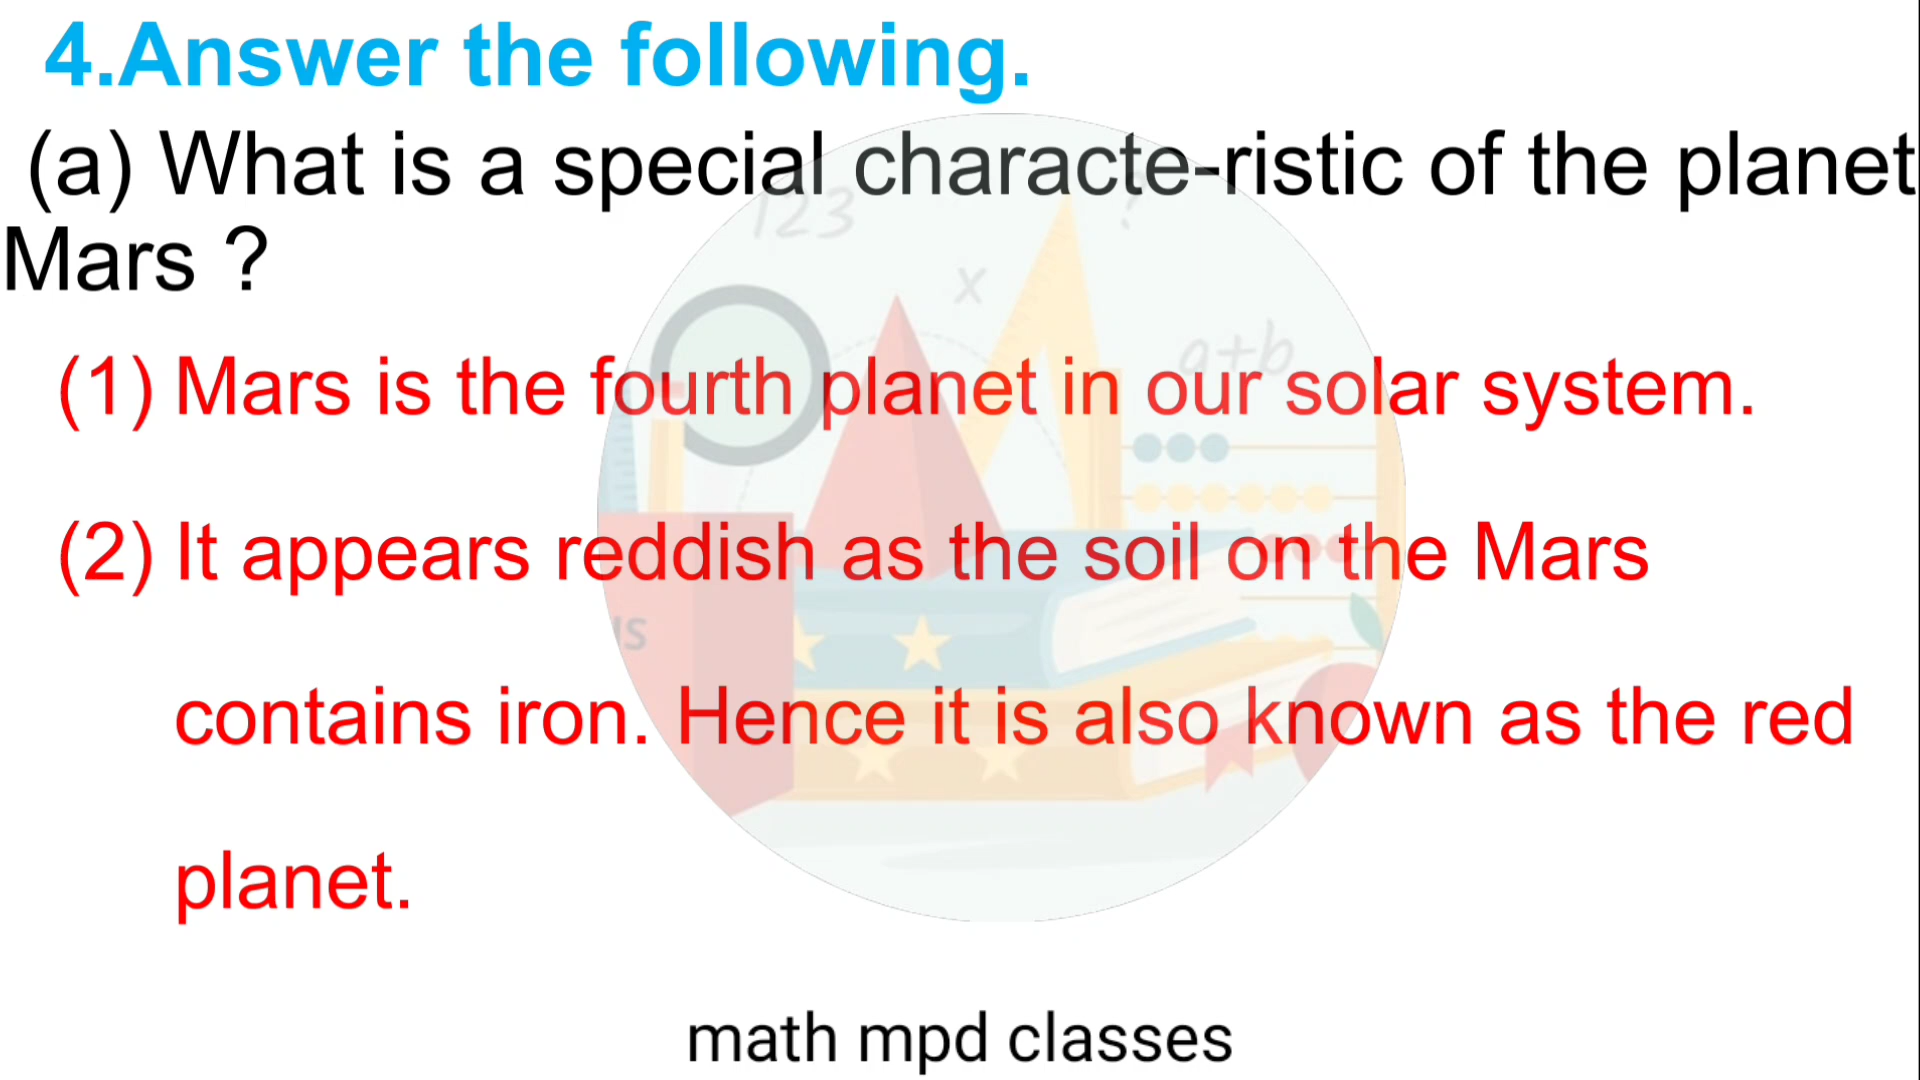 4.Answer the following.
(a) What is a special characte-ristic of the planet
Mars ?
123
?
x
a+b
(1) Mars is the fourth planet in our solar system.
(2) It appears reddish as the soil on the Mars
contains iron. Hence it is also known as the red
planet.
math mpd classes